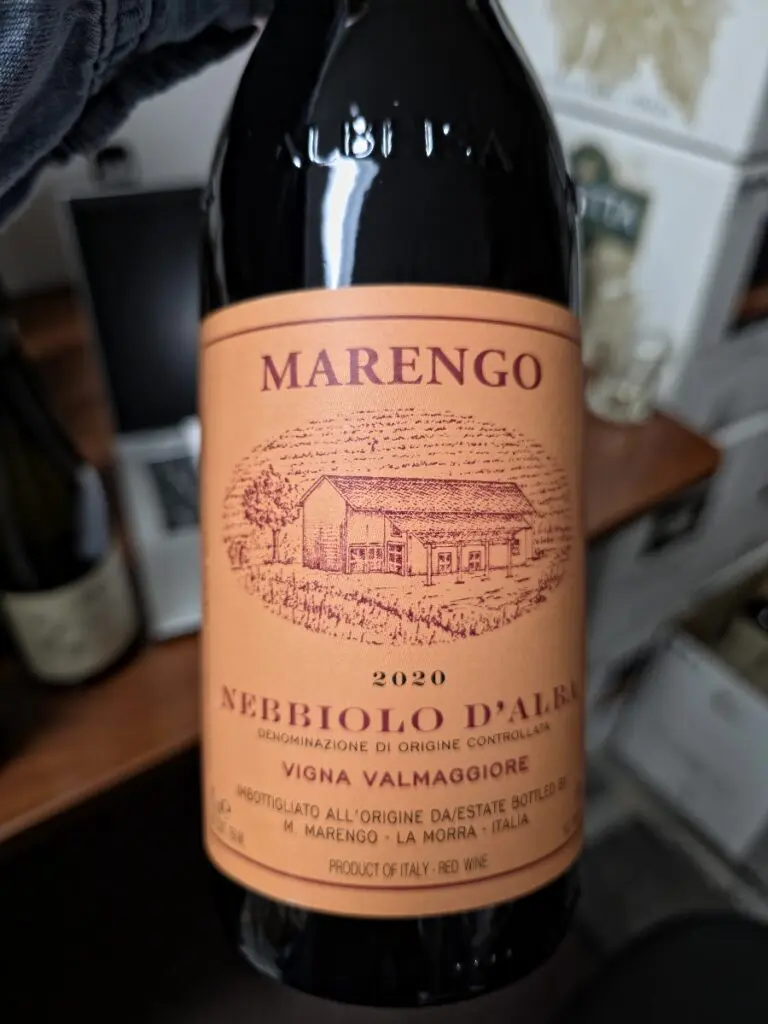 ALBEISA
MARENGO
2020
NEBBIOLO D'ALBA
DENOMINAZIONE DI ORIGINE CONTROLLATA
VIGNA VALMAGGIORE
IMBOTTIGLIATO ALL'ORIGINE DA/ESTATE BOTTLED BY
M. MARENGO - LA MORRA - ITALIA
PRODUCT OF ITALY - RED WINE